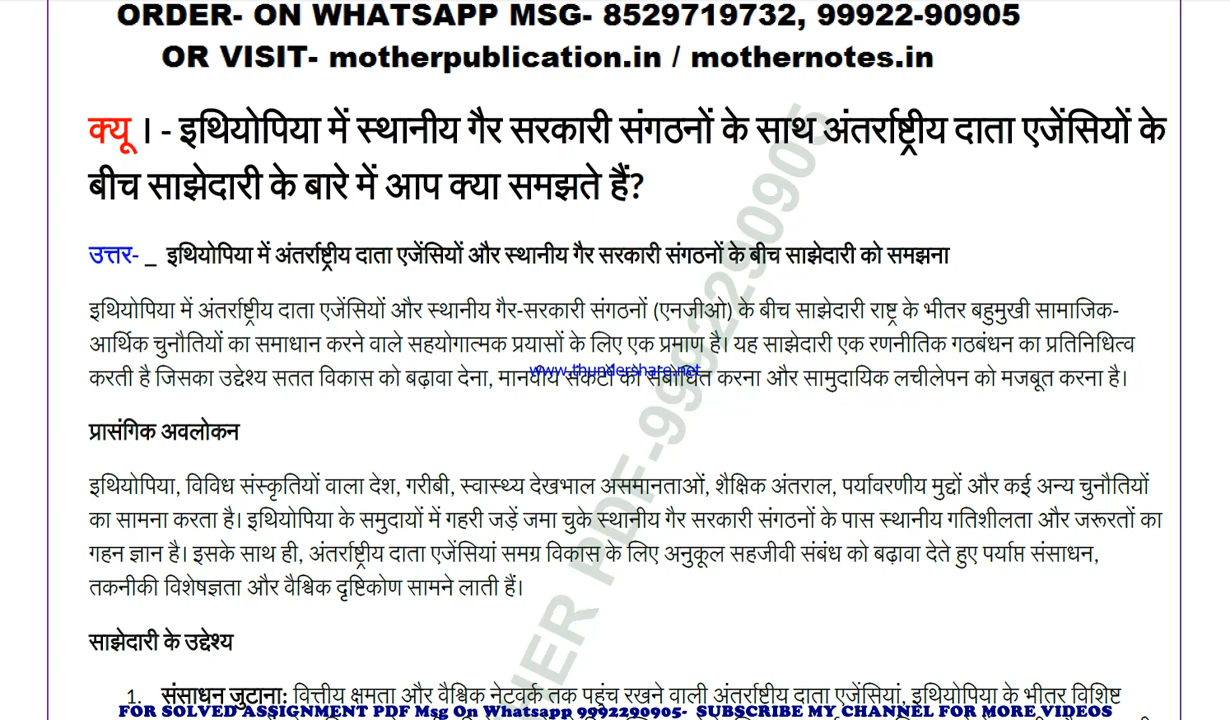 ORDER- ON WHATSAPP MSG- 8529719732, 99922-90905
OR VISIT- motherpublication.in / mothernotes.in
क्यू । - इथियोपिया में स्थानीय गैर सरकारी संगठनों के साथ अंतर्राष्ट्रीय दाता एजेंसियों के
बीच साझेदारी के बारे में आप क्या समझते हैं?
उत्तर- _ इथियोपिया में अंतर्राष्ट्रीय दाता एजेंसियों और स्थानीय गैर सरकारी संगठनों के बीच साझेदारी को समझना
इथियोपिया में अंतर्राष्ट्रीय दाता एजेंसियों और स्थानीय गैर-सरकारी संगठनों (एनजीओ) के बीच साझेदारी राष्ट्र के भीतर बहुमुखी सामाजिक-
आर्थिक चुनौतियों का समाधान करने वाले सहयोगात्मक प्रयासों के लिए एक प्रमाण है। यह साझेदारी एक रणनीतिक गठबंधन का प्रतिनिधित्व
करती है जिसका उद्देश्य सतत विकास को बढ़ावा देना, मानवीय संकटों को संबोधित करना और सामुदायिक लचीलेपन को मजबूत करना है।
www.thundershare.net
प्रासंगिक अवलोकन
इथियोपिया, विविध संस्कृतियों वाला देश, गरीबी, स्वास्थ्य देखभाल असमानताओं, शैक्षिक अंतराल, पर्यावरणीय मुद्दों और कई अन्य चुनौतियों
का सामना करता है। इथियोपिया के समुदायों में गहरी जड़ें जमा चुके स्थानीय गैर सरकारी संगठनों के पास स्थानीय गतिशीलता और जरूरतों का
गहन ज्ञान है। इसके साथ ही, अंतर्राष्ट्रीय दाता एजेंसियां समग्र विकास के लिए अनुकूल सहजीवी संबंध को बढ़ावा देते हुए पर्याप्त संसाधन,
तकनीकी विशेषज्ञता और वैश्विक दृष्टिकोण सामने लाती हैं।
साझेदारी के उद्देश्य
1. संसाधन जुटाना: वित्तीय क्षमता और वैश्विक नेटवर्क तक पहुंच रखने वाली अंतर्राष्ट्रीय दाता एजेंसियां, इथियोपिया के भीतर विशिष्ट
FOR SOLVED ASSIGNMENT PDF Msg On Whatsapp 9992290905- SUBSCRIBE MY CHANNEL FOR MORE VIDEOS
HER PDF-9992290905